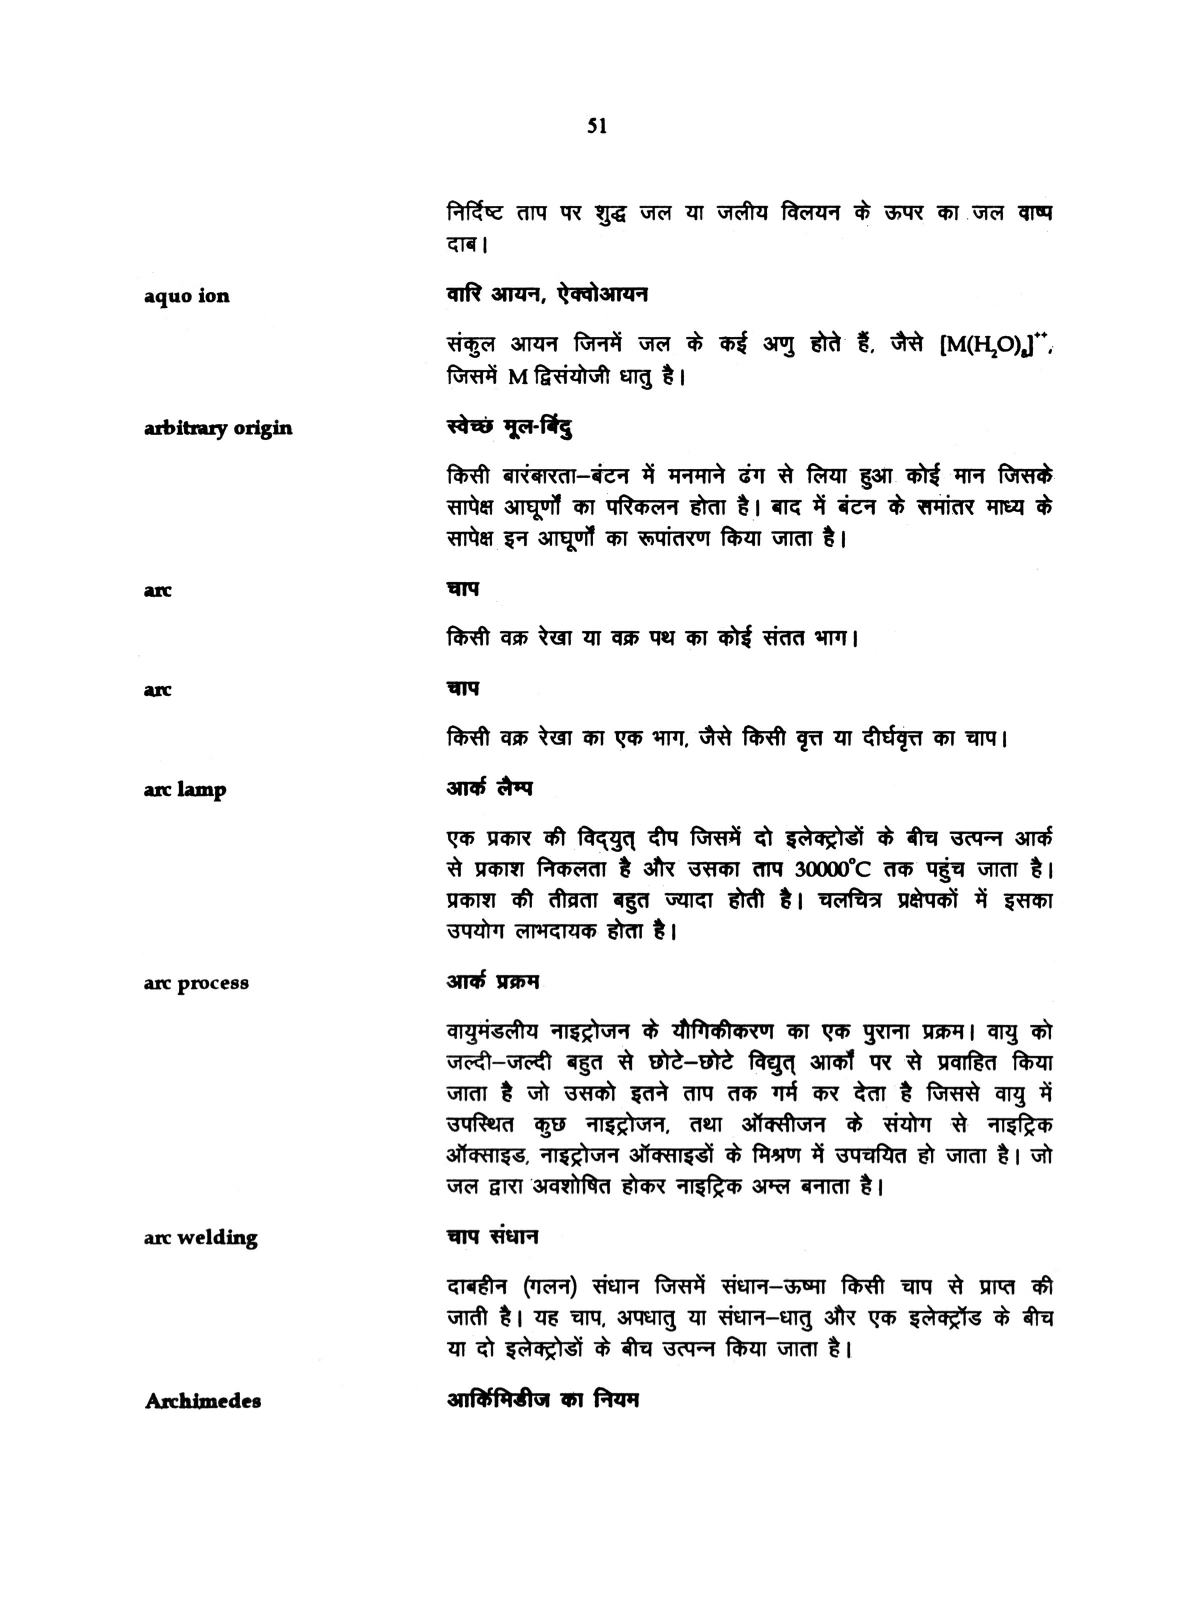 51
निर्दिष्ट ताप पर शुद्ध जल या जलीय विलयन के ऊपर का जल वाष्प
दाब।
aquo ion वारि आयन, ऐक्वोआयन
संकुल आयन जिनमें जल के कई अणु होते हैं, जैसे [M(H₂O)]⁺⁺,
जिसमें M द्विसंयोजी धातु है।
arbitrary origin स्वेच्छ मूल-बिंदु
किसी बारंबारता–बंटन में मनमाने ढंग से लिया हुआ कोई मान जिसके
सापेक्ष आघूर्णों का परिकलन होता है। बाद में बंटन के समांतर माध्य के
सापेक्ष इन आघूर्णों का रूपांतरण किया जाता है।
arc चाप
किसी वक्र रेखा या वक्र पथ का कोई संतत भाग।
arc चाप
किसी वक्र रेखा का एक भाग, जैसे किसी वृत्त या दीर्घवृत्त का चाप।
arc lamp आर्क लैम्प
एक प्रकार की विद्युत् दीप जिसमें दो इलेक्ट्रोडों के बीच उत्पन्न आर्क
से प्रकाश निकलता है और उसका ताप 30000°C तक पहुंच जाता है।
प्रकाश की तीव्रता बहुत ज्यादा होती है। चलचित्र प्रक्षेपकों में इसका
उपयोग लाभदायक होता है।
arc process आर्क प्रक्रम
वायुमंडलीय नाइट्रोजन के यौगिकीकरण का एक पुराना प्रक्रम। वायु को
जल्दी–जल्दी बहुत से छोटे–छोटे विद्युत् आर्कों पर से प्रवाहित किया
जाता है जो उसको इतने ताप तक गर्म कर देता है जिससे वायु में
उपस्थित कुछ नाइट्रोजन, तथा ऑक्सीजन के संयोग से नाइट्रिक
ऑक्साइड, नाइट्रोजन ऑक्साइडों के मिश्रण में उपचयित हो जाता है। जो
जल द्वारा अवशोषित होकर नाइट्रिक अम्ल बनाता है।
arc welding चाप संधान
दाबहीन (गलन) संधान जिसमें संधान–ऊष्मा किसी चाप से प्राप्त की
जाती है। यह चाप, अपधातु या संधान–धातु और एक इलेक्ट्रॉड के बीच
या दो इलेक्ट्रोडों के बीच उत्पन्न किया जाता है।
Archimedes आर्किमिडीज का नियम